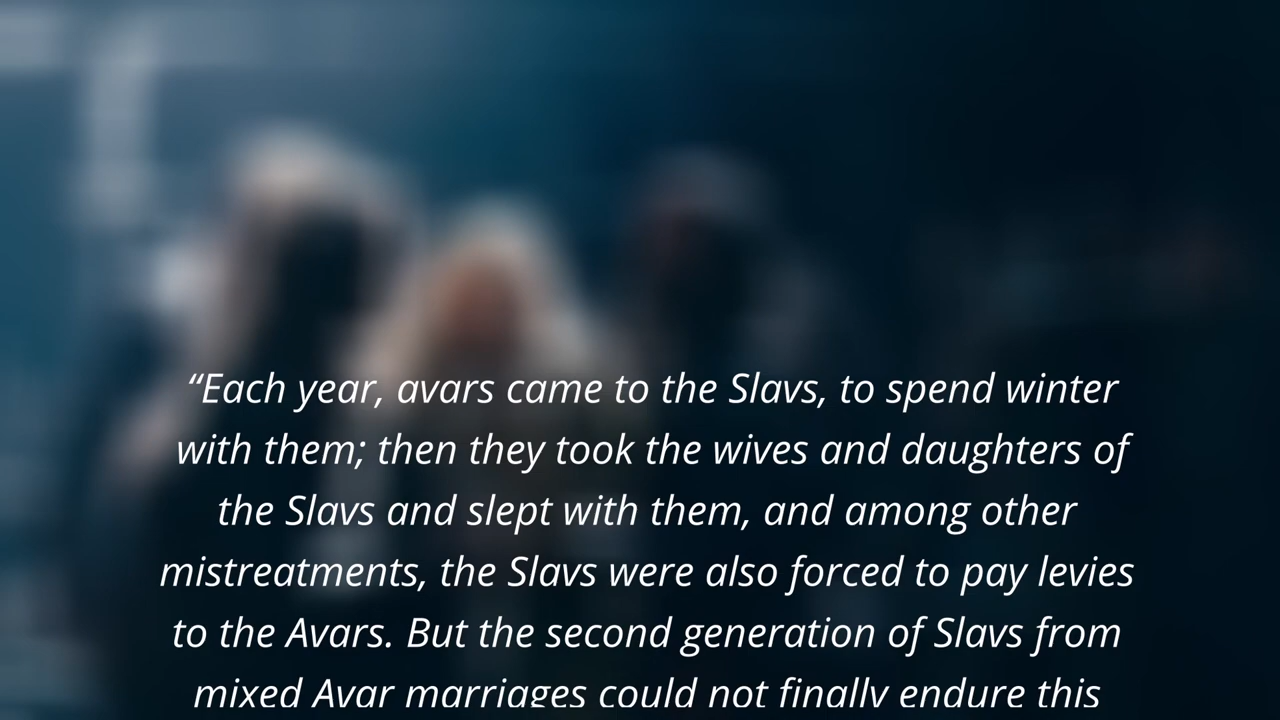 “Each year, avars came to the Slavs, to spend winter
with them; then they took the wives and daughters of
the Slavs and slept with them, and among other
mistreatments, the Slavs were also forced to pay levies
to the Avars. But the second generation of Slavs from
mixed Avar marriages could not finally endure this